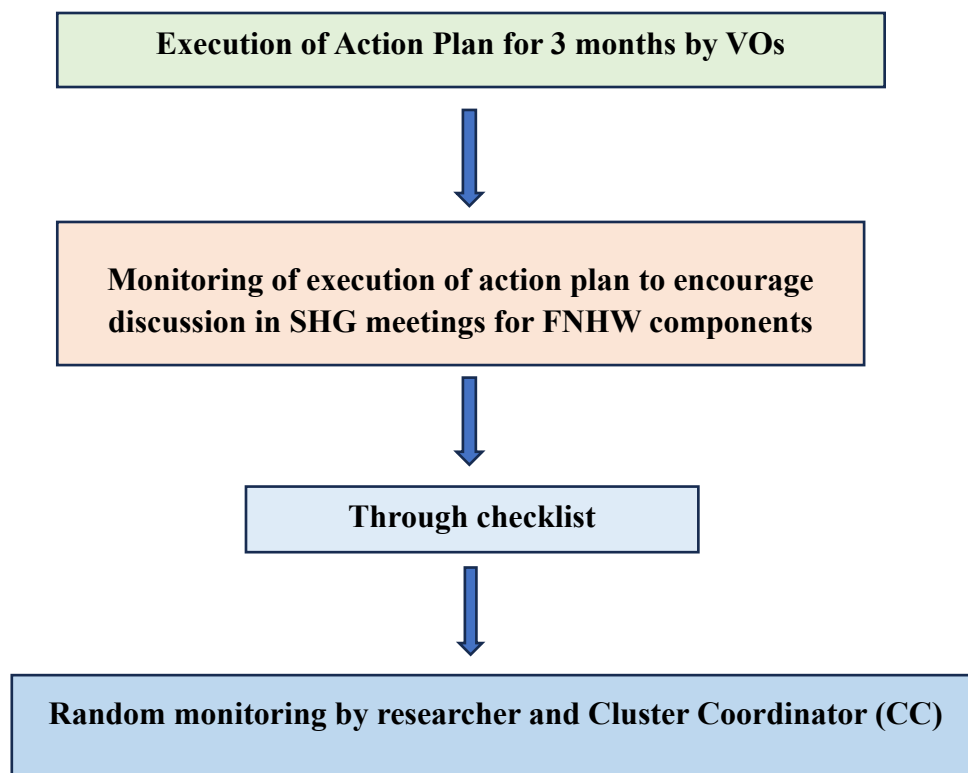 Execution of Action Plan for 3 months by VOs
Monitoring of execution of action plan to encourage
discussion in SHG meetings for FNHW components
Through checklist
Random monitoring by researcher and Cluster Coordinator (CC)